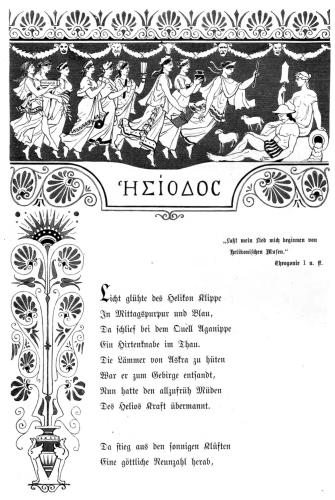 ἩΣΊΟΔΟΣ
„Laßt mein Lied mich beginnen von
helikonischen Musen.“
Theogonie 1 u. ff.
Licht glühte des Helikon Klippe
In Mittagspurpur und Blau,
Da schlief bei dem Quell Aganippe
Ein Hirtenknabe im Thau.
Die Lämmer von Askra zu hüten
War er zum Gebirge entsandt,
Nun hatte den allzufrüh Müden
Des Helios Kraft übermannt.
Da stieg aus den sonnigen Klüften
Eine göttliche Neunzahl herab,